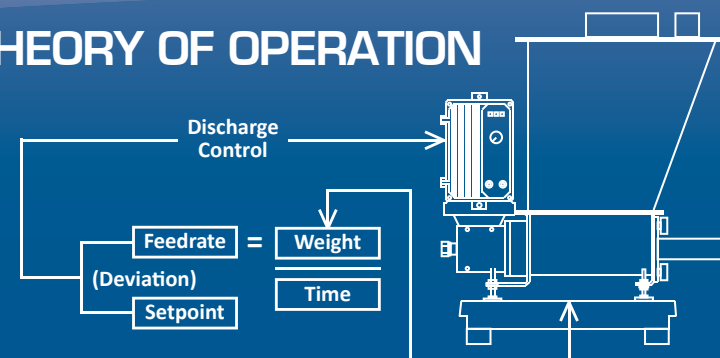 HEORY OF OPERATION
Discharge
Control
Feedrate = Weight
(Deviation)
Time
Setpoint